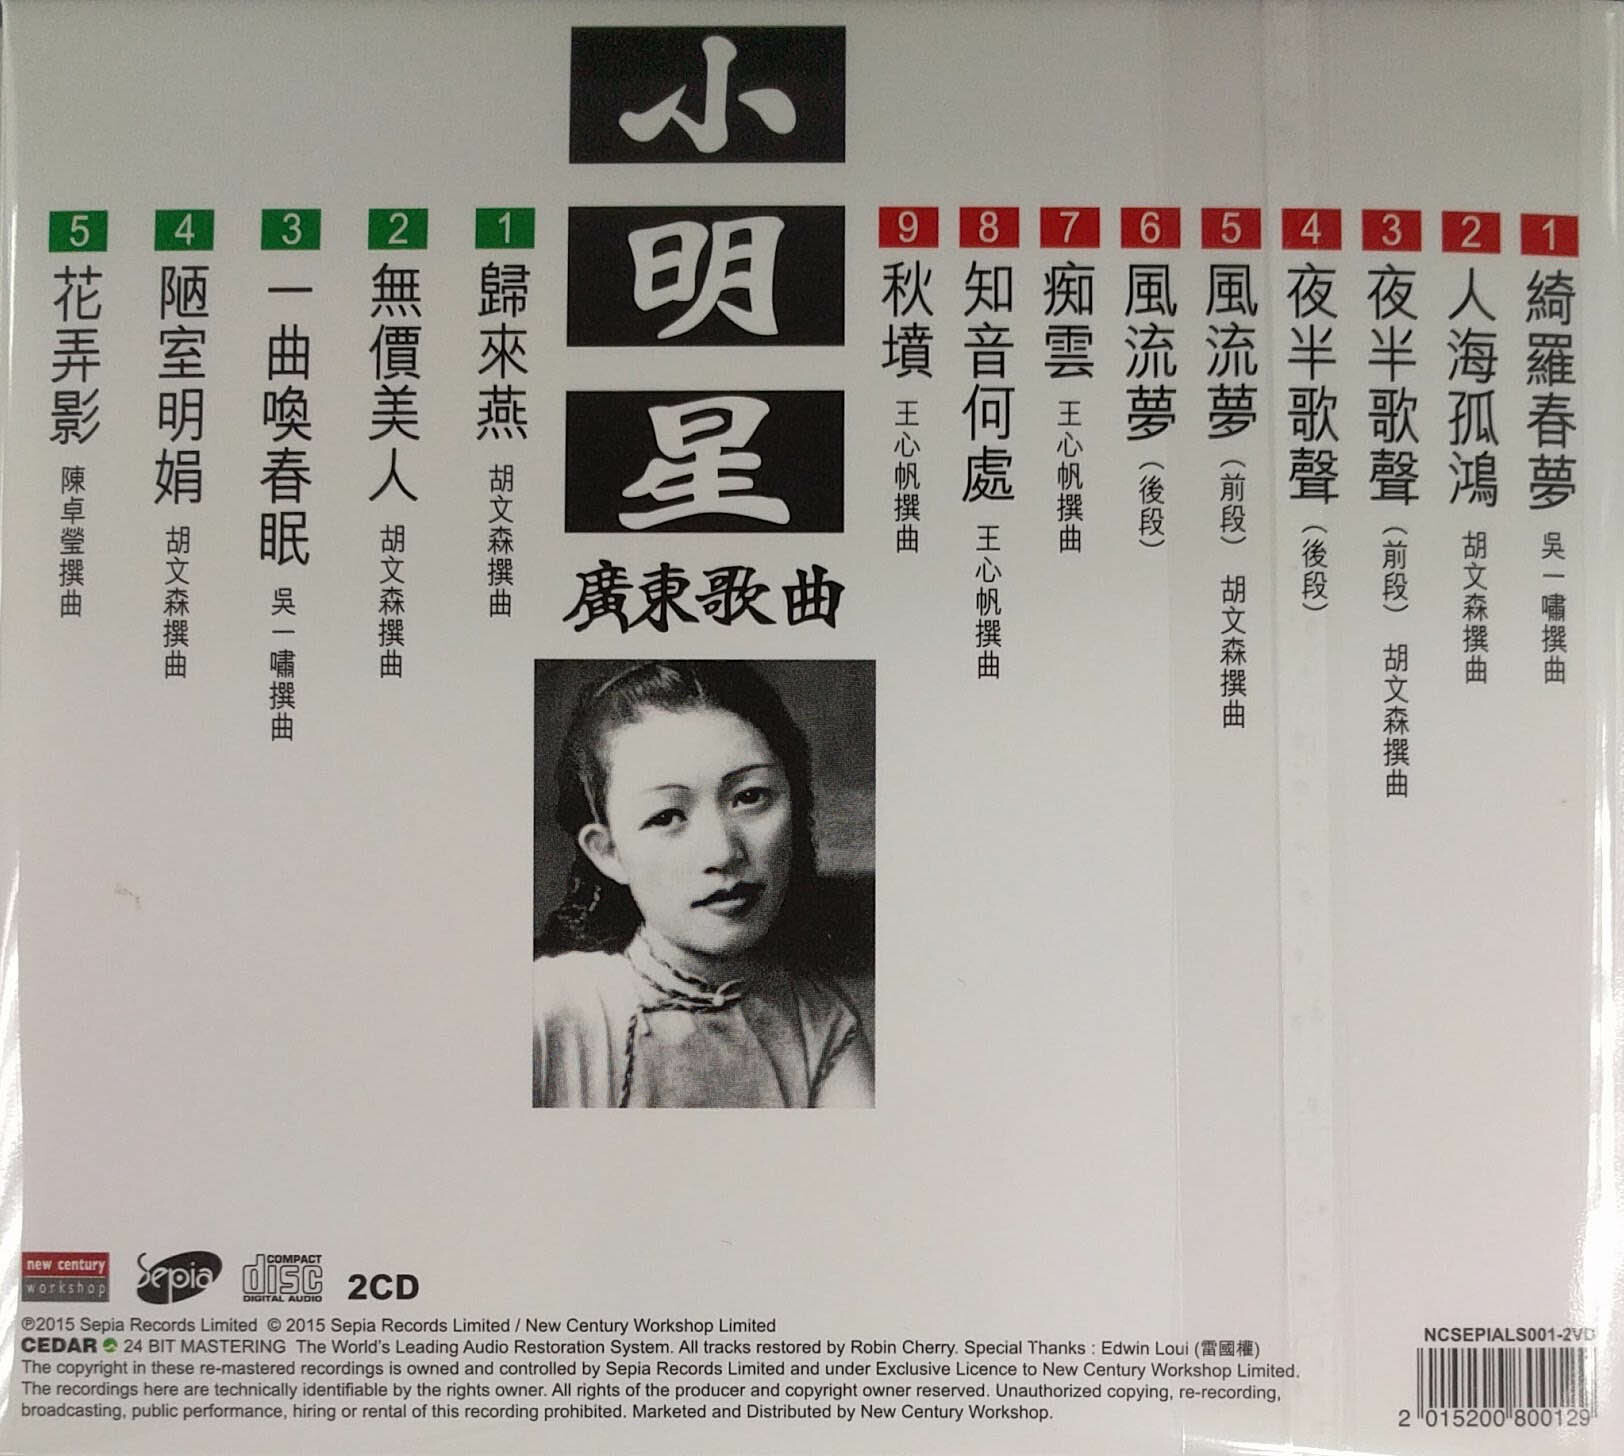 小明星
廣東歌曲
1 綺羅春夢 吳一嘯撰曲
2 人海孤鴻 胡文森撰曲
3 夜半歌聲（前段） 胡文森撰曲
4 夜半歌聲（後段）
5 風流夢（前段） 胡文森撰曲
6 風流夢（後段）
7 痴雲 王心帆撰曲
8 知音何處 王心帆撰曲
9 秋墳 王心帆撰曲
1 歸來燕 胡文森撰曲
2 無價美人 胡文森撰曲
3 一曲喚春眠 吳一嘯撰曲
4 陋室明娟 胡文森撰曲
5 花弄影 陳卓瑩撰曲
new century
workshop
Sepia
COMPACT
disc
DIGITAL AUDIO
2CD
℗2015 Sepia Records Limited © 2015 Sepia Records Limited / New Century Workshop Limited
CEDAR 24 BIT MASTERING The World's Leading Audio Restoration System. All tracks restored by Robin Cherry. Special Thanks : Edwin Loui (雷國權)
The copyright in these re-mastered recordings is owned and controlled by Sepia Records Limited and under Exclusive Licence to New Century Workshop Limited.
The recordings here are technically identifiable by the rights owner. All rights of the producer and copyright owner reserved. Unauthorized copying, re-recording,
broadcasting, public performance, hiring or rental of this recording prohibited. Marketed and Distributed by New Century Workshop.
NCSEPIALS001-2VD
2 015200 800129